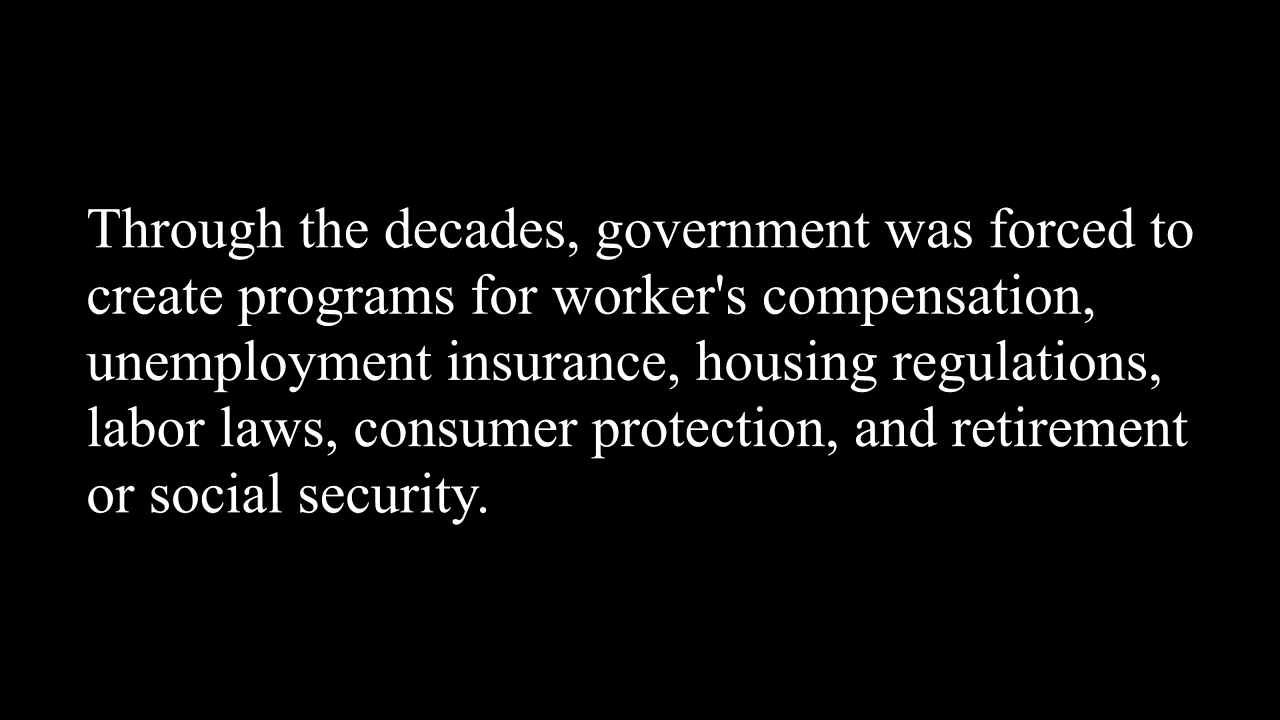 Through the decades, government was forced to
create programs for worker's compensation,
unemployment insurance, housing regulations,
labor laws, consumer protection, and retirement
or social security.